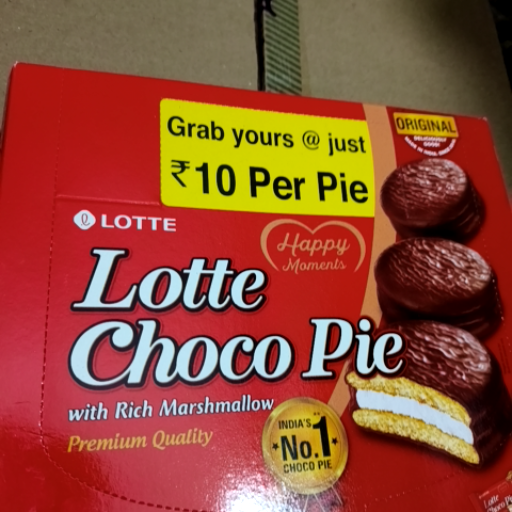 Grab yours @ just
₹10 Per Pie
ORIGINAL
LOTTE
Happy
Moments
Lotte
Choco Pie
with Rich Marshmallow
Premium Quality
INDIA'S
No.1
CHOCO PIE